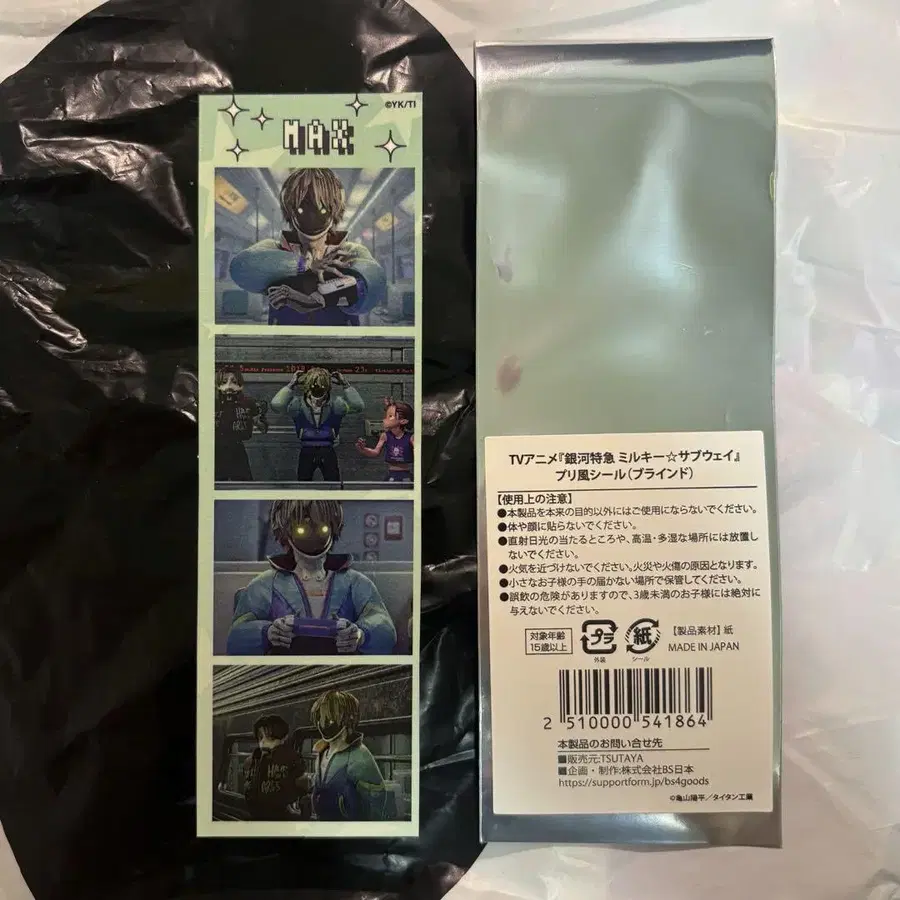 ©YK/TI
MAX
TVアニメ『銀河特急 ミルキー☆サブウェイ』
プリ風シール(ブラインド)
【使用上の注意】
●本製品を本来の目的以外にはご使用にならないでください。
●体や顔に貼らないでください。
●直射日光の当たるところや、高温・多湿な場所には放置し
ないでください。
●火気を近づけないでください。火災や火傷の原因となります。
●小さなお子様の手の届かない場所で保管してください。
●誤飲の危険がありますので、3歳未満のお子様には絶対に
与えないでください。
対象年齢
15歳以上
プラ
外装
紙
シール
【製品素材】紙
MADE IN JAPAN
2 510000 541864
本製品のお問い合せ先
■販売元:TSUTAYA
■企画・制作:株式会社BS日本
https://supportform.jp/bs4goods
©亀山陽平/タイタン工業